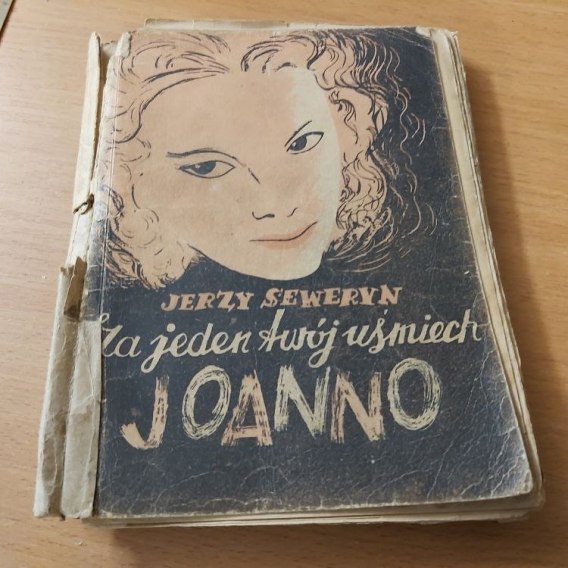 JERZY SEWERYN
Za jeden twój uśmiech
JOANNO